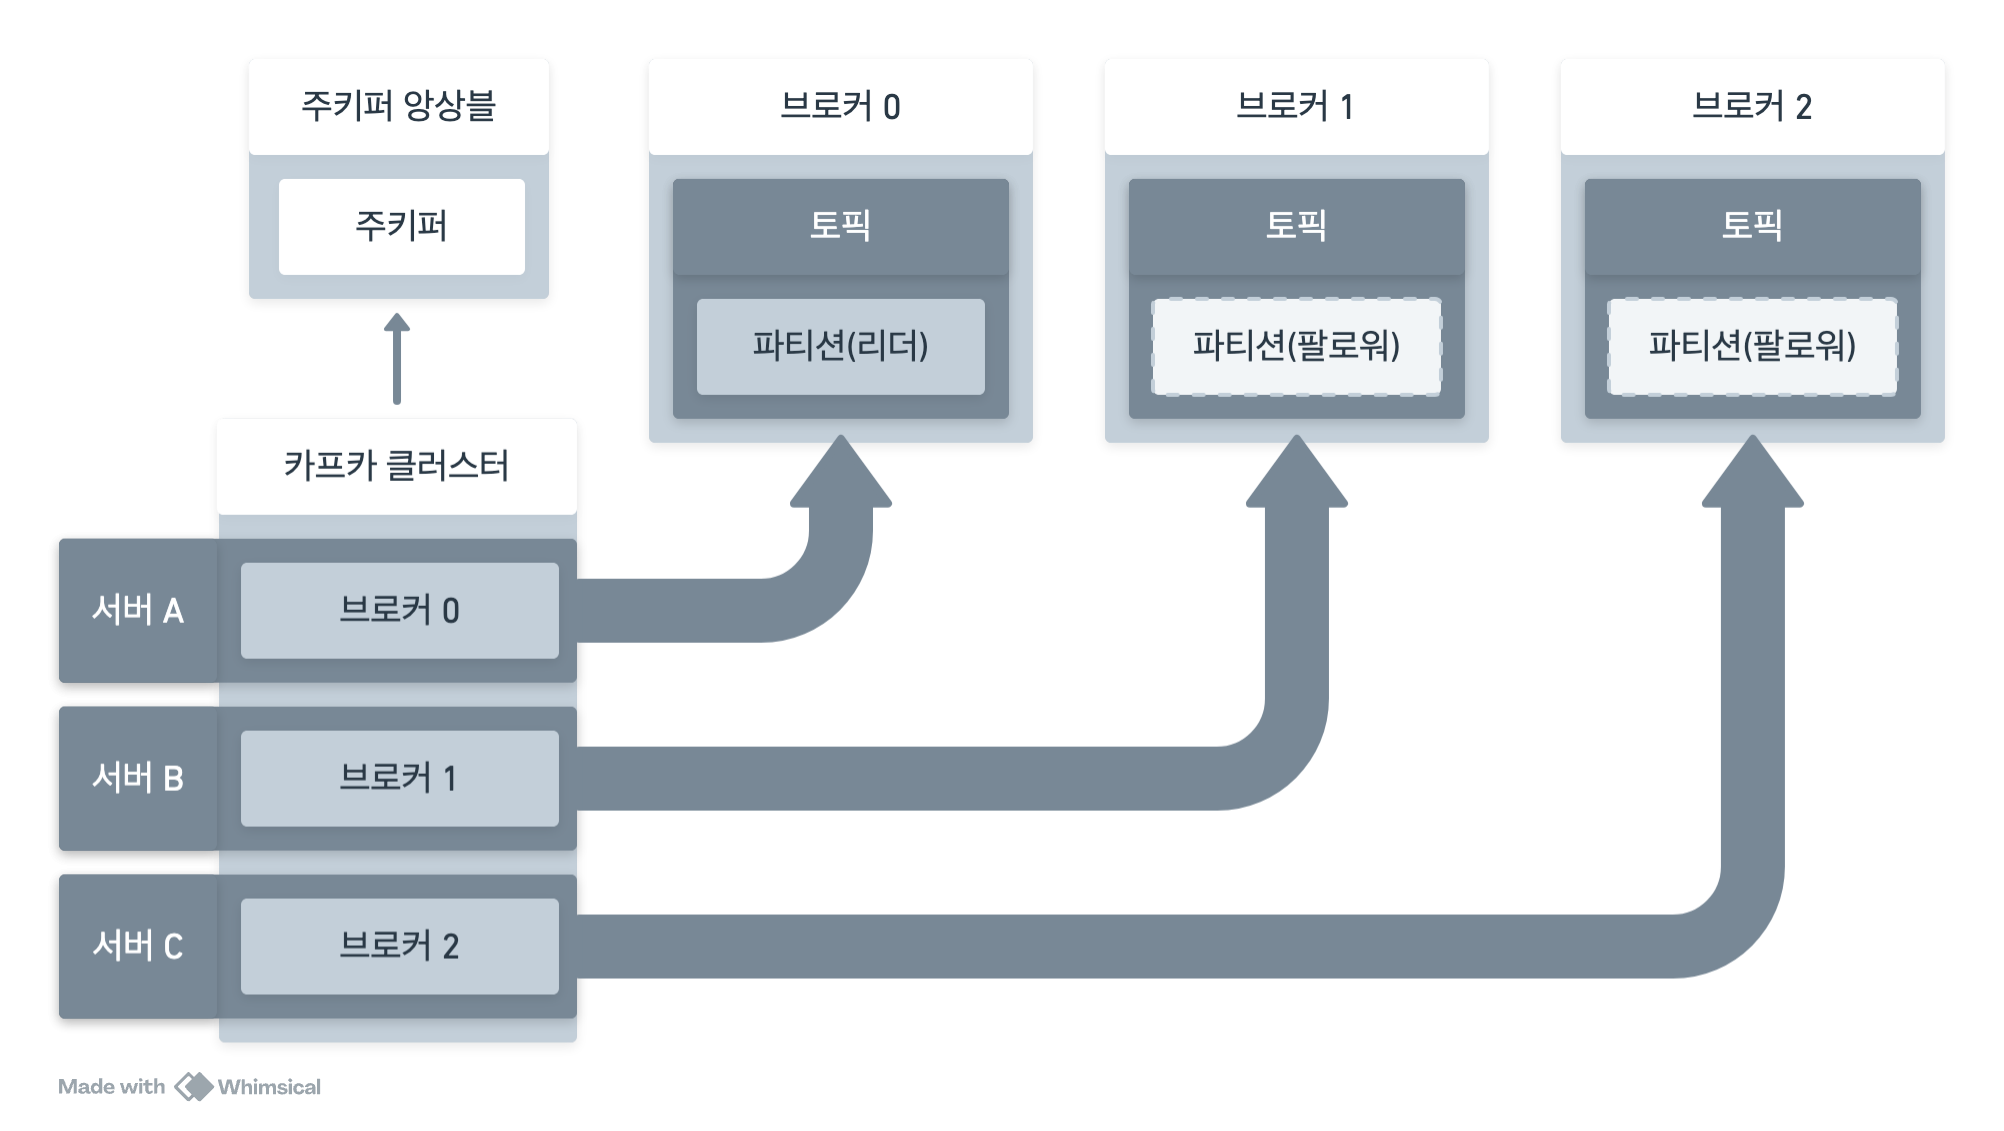 주키퍼 앙상블
주키퍼
카프카 클러스터
서버 A
브로커 0
서버 B
브로커 1
서버 C
브로커 2
브로커 0
토픽
파티션(리더)
브로커 1
토픽
파티션(팔로워)
브로커 2
토픽
파티션(팔로워)
Made with Whimsical